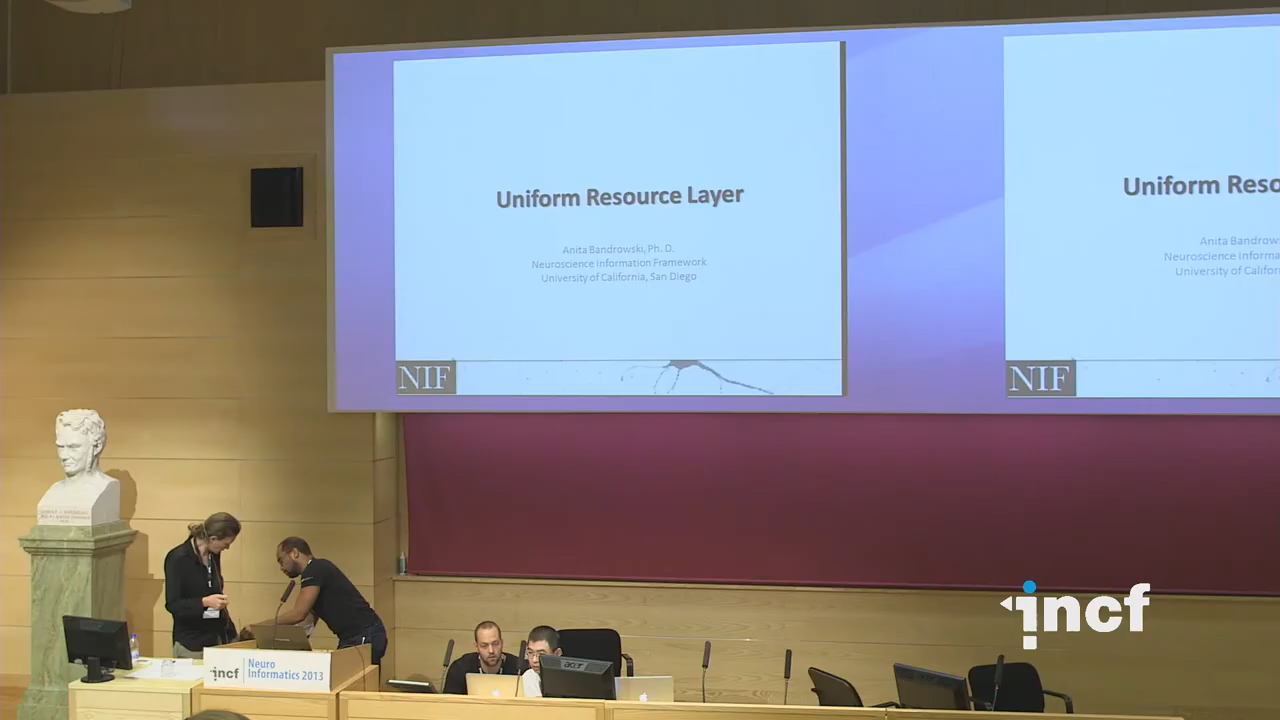 Uniform Resource Layer
Anita Bandrowski, Ph. D.
Neuroscience Information Framework
University of California, San Diego
NIF
Uniform Reso
Anita Bandrow
Neuroscience Informa
University of Califor
NIF
incf
Neuro
Informatics 2013
acer
incf